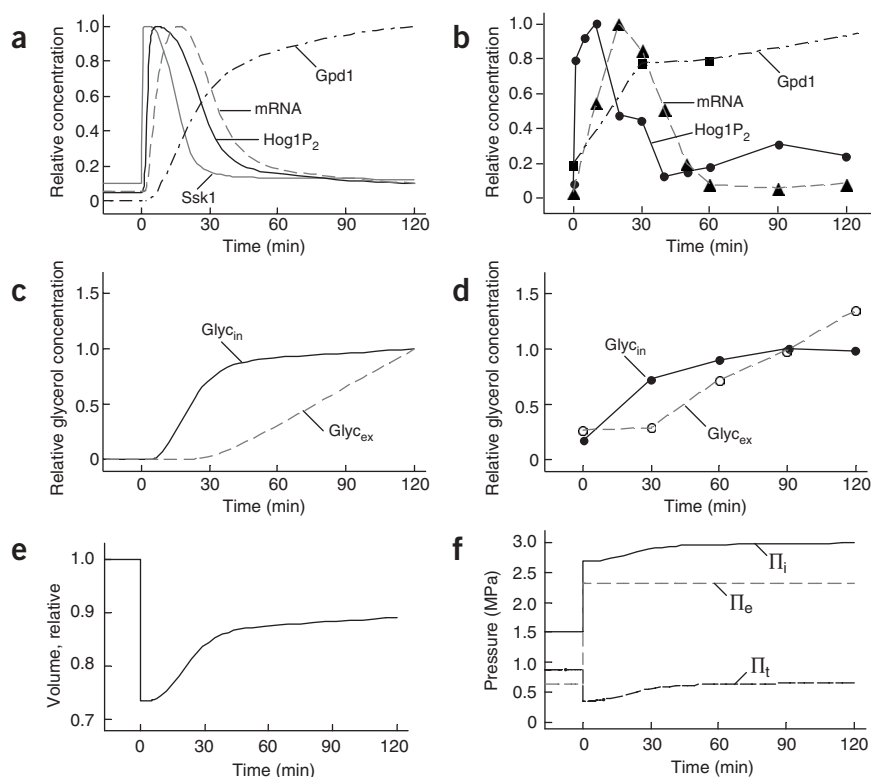 a
Relative concentration
1.0
0.8
0.6
0.4
0.2
0
Gpd1
mRNA
Hog1P2
Ssk1
0 30 60 90 120
Time (min)
b
Relative concentration
1.0
0.8
0.6
0.4
0.2
0.0
Gpd1
mRNA
Hog1P2
0 30 60 90 120
Time (min)
c
Relative glycerol concentration
1.5
1.0
0.5
0
Glycin
Glycex
0 30 60 90 120
Time (min)
d
Relative glycerol concentration
1.5
1.0
0.5
0
Glycin
Glycex
0 30 60 90 120
Time (min)
e
Volume, relative
1.0
0.9
0.8
0.7
0 30 60 90 120
Time (min)
f
Pressure (MPa)
3.0
2.5
2.0
1.5
1.0
0.5
0
Πi
Πe
Πt
0 30 60 90 120
Time (min)